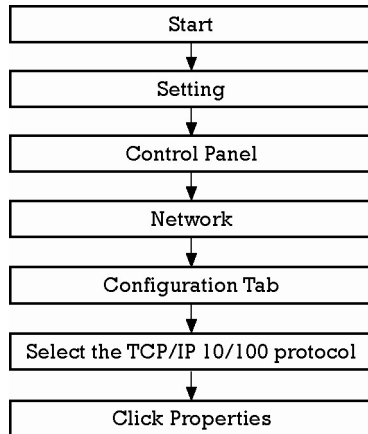 Start
Setting
Control Panel
Network
Configuration Tab
Select the TCP/IP 10/100 protocol
Click Properties